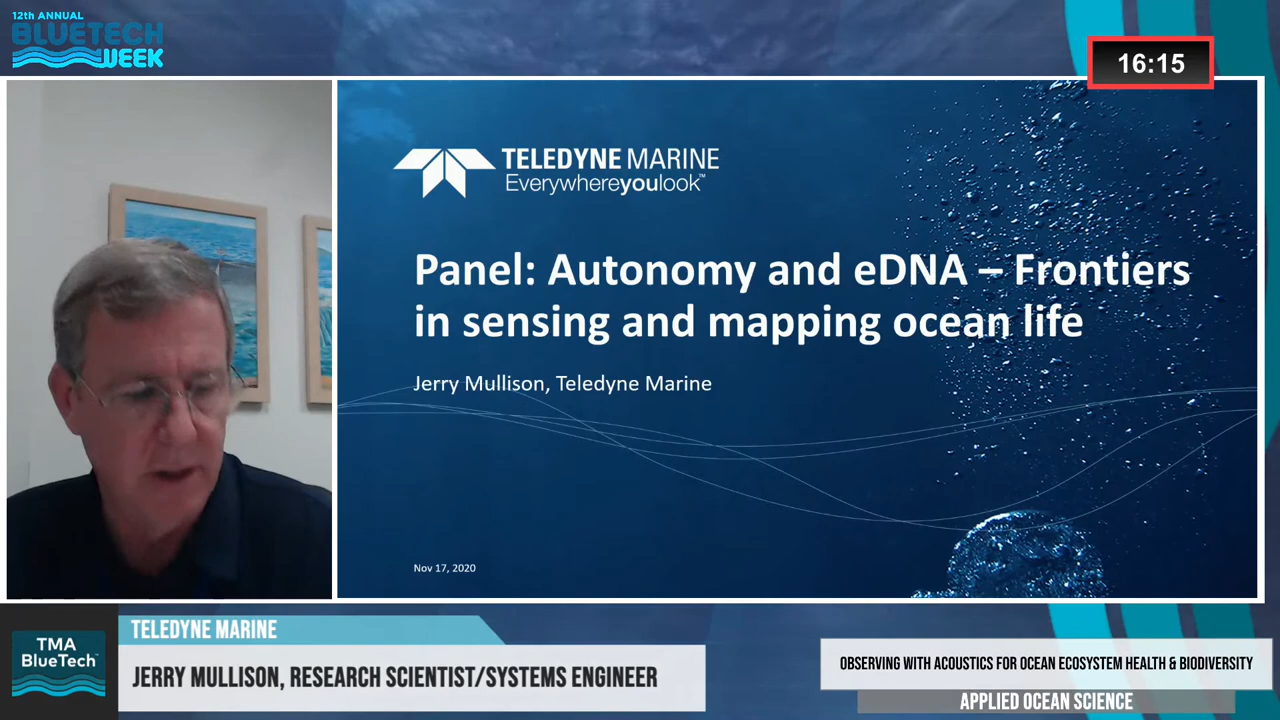 12th ANNUAL
BLUETECH
WEEK
16:15
TELEDYNE MARINE
Everywhereyoulook™
Panel: Autonomy and eDNA – Frontiers
in sensing and mapping ocean life
Jerry Mullison, Teledyne Marine
Nov 17, 2020
TMA
BlueTech™
TELEDYNE MARINE
JERRY MULLISON, RESEARCH SCIENTIST/SYSTEMS ENGINEER
OBSERVING WITH ACOUSTICS FOR OCEAN ECOSYSTEM HEALTH & BIODIVERSITY
APPLIED OCEAN SCIENCE